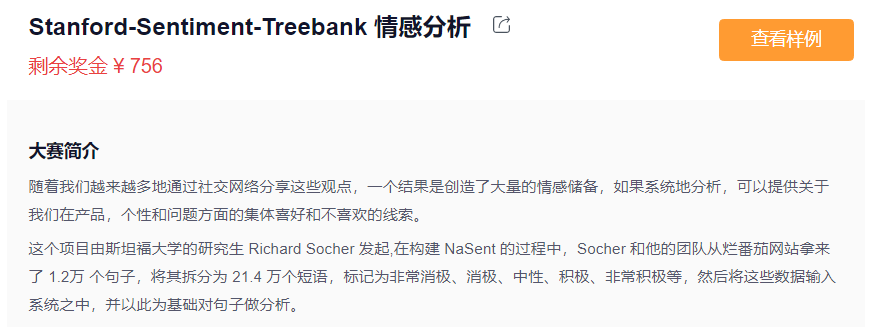 Stanford-Sentiment-Treebank 情感分析
查看样例
剩余奖金 ¥ 756
大赛简介
随着我们越来越多地通过社交网络分享这些观点，一个结果是创造了大量的情感储备，如果系统地分析，可以提供关于
我们在产品，个性和问题方面的集体喜好和不喜欢的线索。
这个项目由斯坦福大学的研究生 Richard Socher 发起,在构建 NaSent 的过程中，Socher 和他的团队从烂番茄网站拿来
了 1.2万 个句子，将其拆分为 21.4 万个短语，标记为非常消极、消极、中性、积极、非常积极等，然后将这些数据输入
系统之中，并以此为基础对句子做分析。